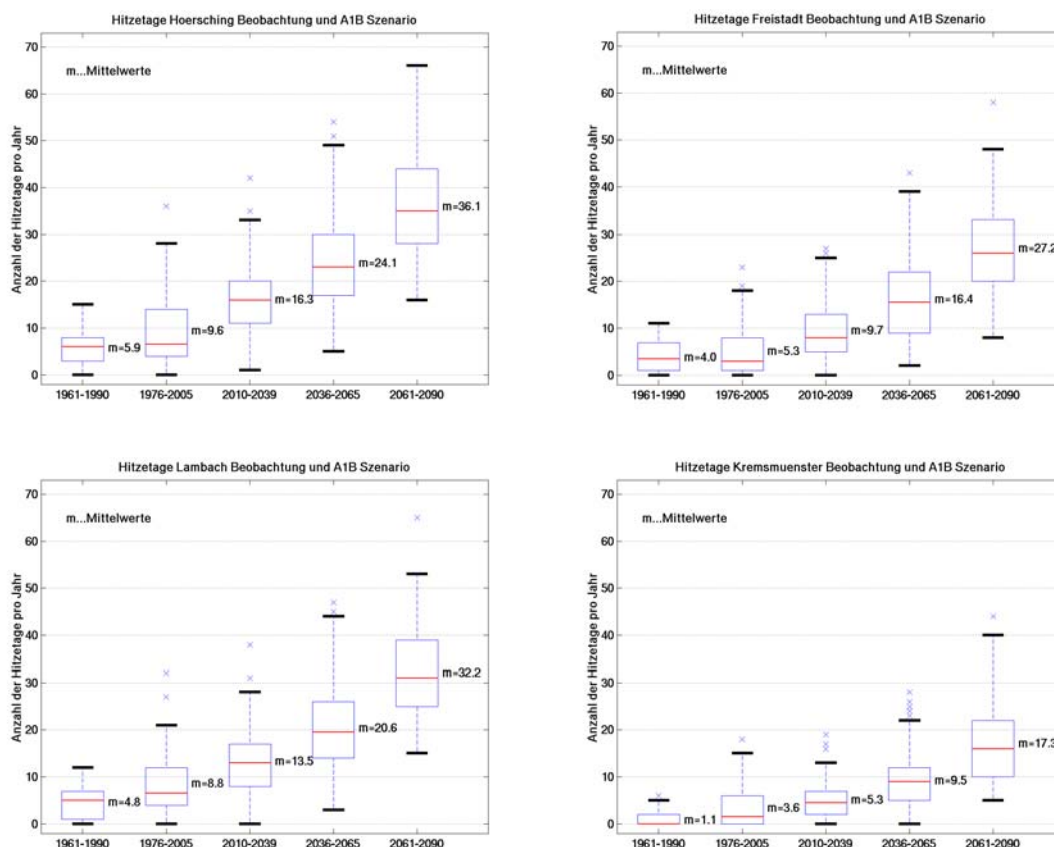 Hitzetage Hoersching Beobachtung und A1B Szenario
Anzahl der Hitzetage pro Jahr
70
60
50
40
30
20
10
0
m...Mittelwerte
m=5.9
m=9.6
m=16.3
m=24.1
m=36.1
1961-1990
1976-2005
2010-2039
2036-2065
2061-2090
Hitzetage Freistadt Beobachtung und A1B Szenario
Anzahl der Hitzetage pro Jahr
70
60
50
40
30
20
10
0
m...Mittelwerte
m=4.0
m=5.3
m=9.7
m=16.4
m=27.2
1961-1990
1976-2005
2010-2039
2036-2065
2061-2090
Hitzetage Lambach Beobachtung und A1B Szenario
Anzahl der Hitzetage pro Jahr
70
60
50
40
30
20
10
0
m...Mittelwerte
m=4.8
m=8.8
m=13.5
m=20.6
m=32.2
1961-1990
1976-2005
2010-2039
2036-2065
2061-2090
Hitzetage Kremsmuenster Beobachtung und A1B Szenario
Anzahl der Hitzetage pro Jahr
70
60
50
40
30
20
10
0
m...Mittelwerte
m=1.1
m=3.6
m=5.3
m=9.5
m=17.3
1961-1990
1976-2005
2010-2039
2036-2065
2061-2090